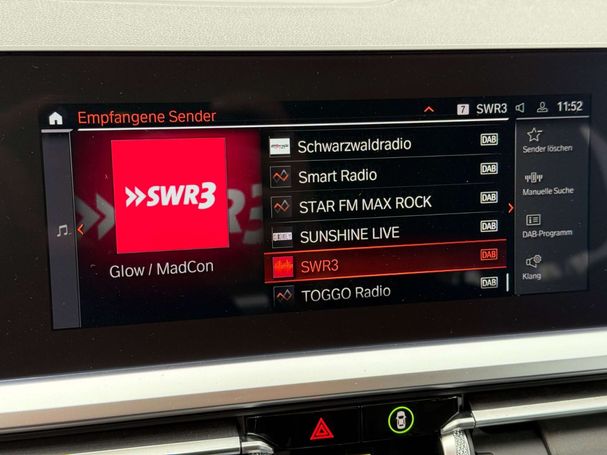 Empfangene Sender
7 SWR3 11:52
SWR3
Glow / MadCon
Schwarzwaldradio DAB
Smart Radio DAB
STAR FM MAX ROCK DAB
SUNSHINE LIVE DAB
SWR3 DAB
TOGGO Radio DAB
Sender löschen
Manuelle Suche
DAB-Programm
Klang